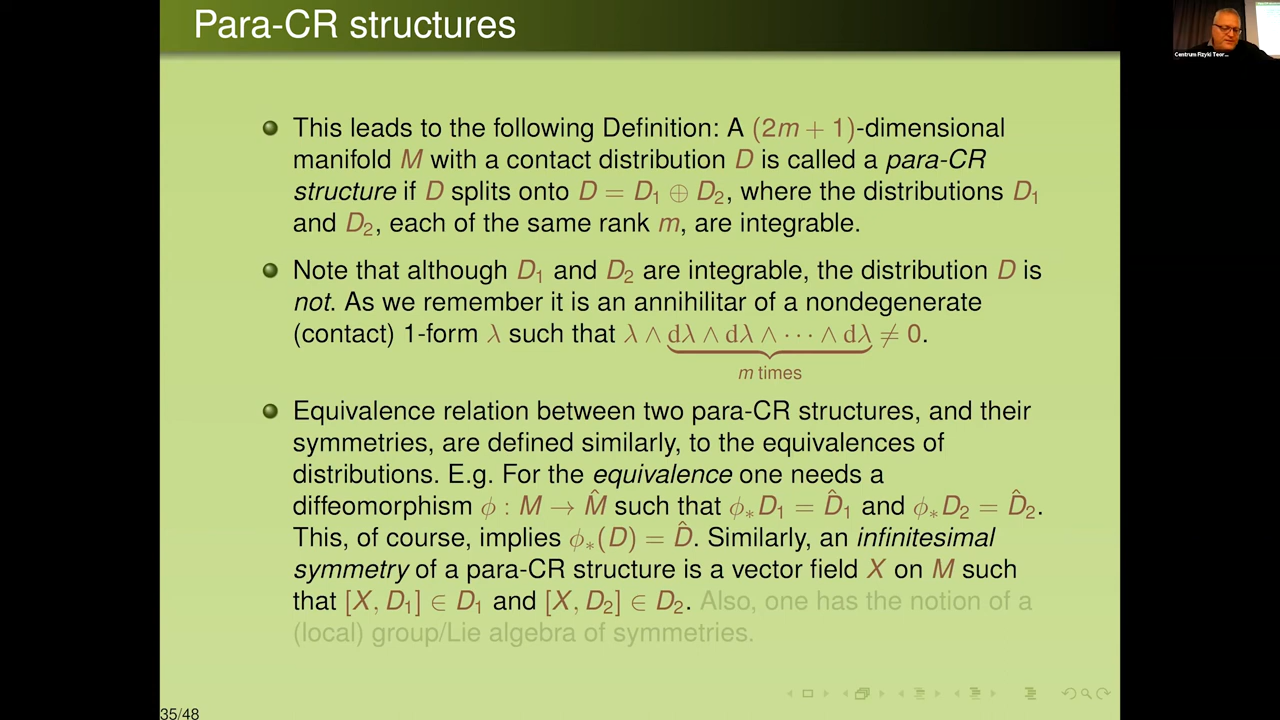 Para-CR structures
Centrum Fizyki Teor...
This leads to the following Definition: A (2m + 1)-dimensional
manifold M with a contact distribution D is called a para-CR
structure if D splits onto D = D₁ ⊕ D₂, where the distributions D₁
and D₂, each of the same rank m, are integrable.
Note that although D₁ and D₂ are integrable, the distribution D is
not. As we remember it is an annihilitar of a nondegenerate
(contact) 1-form λ such that λ ∧ dλ ∧ dλ ∧ ⋯ ∧ dλ ≠ 0.
m times
Equivalence relation between two para-CR structures, and their
symmetries, are defined similarly, to the equivalences of
distributions. E.g. For the equivalence one needs a
diffeomorphism ϕ : M → M̂ such that ϕ∗D₁ = D̂₁ and ϕ∗D₂ = D̂₂.
This, of course, implies ϕ∗(D) = D̂. Similarly, an infinitesimal
symmetry of a para-CR structure is a vector field X on M such
that [X, D₁] ∈ D₁ and [X, D₂] ∈ D₂. Also, one has the notion of a
(local) group/Lie algebra of symmetries.
35/48